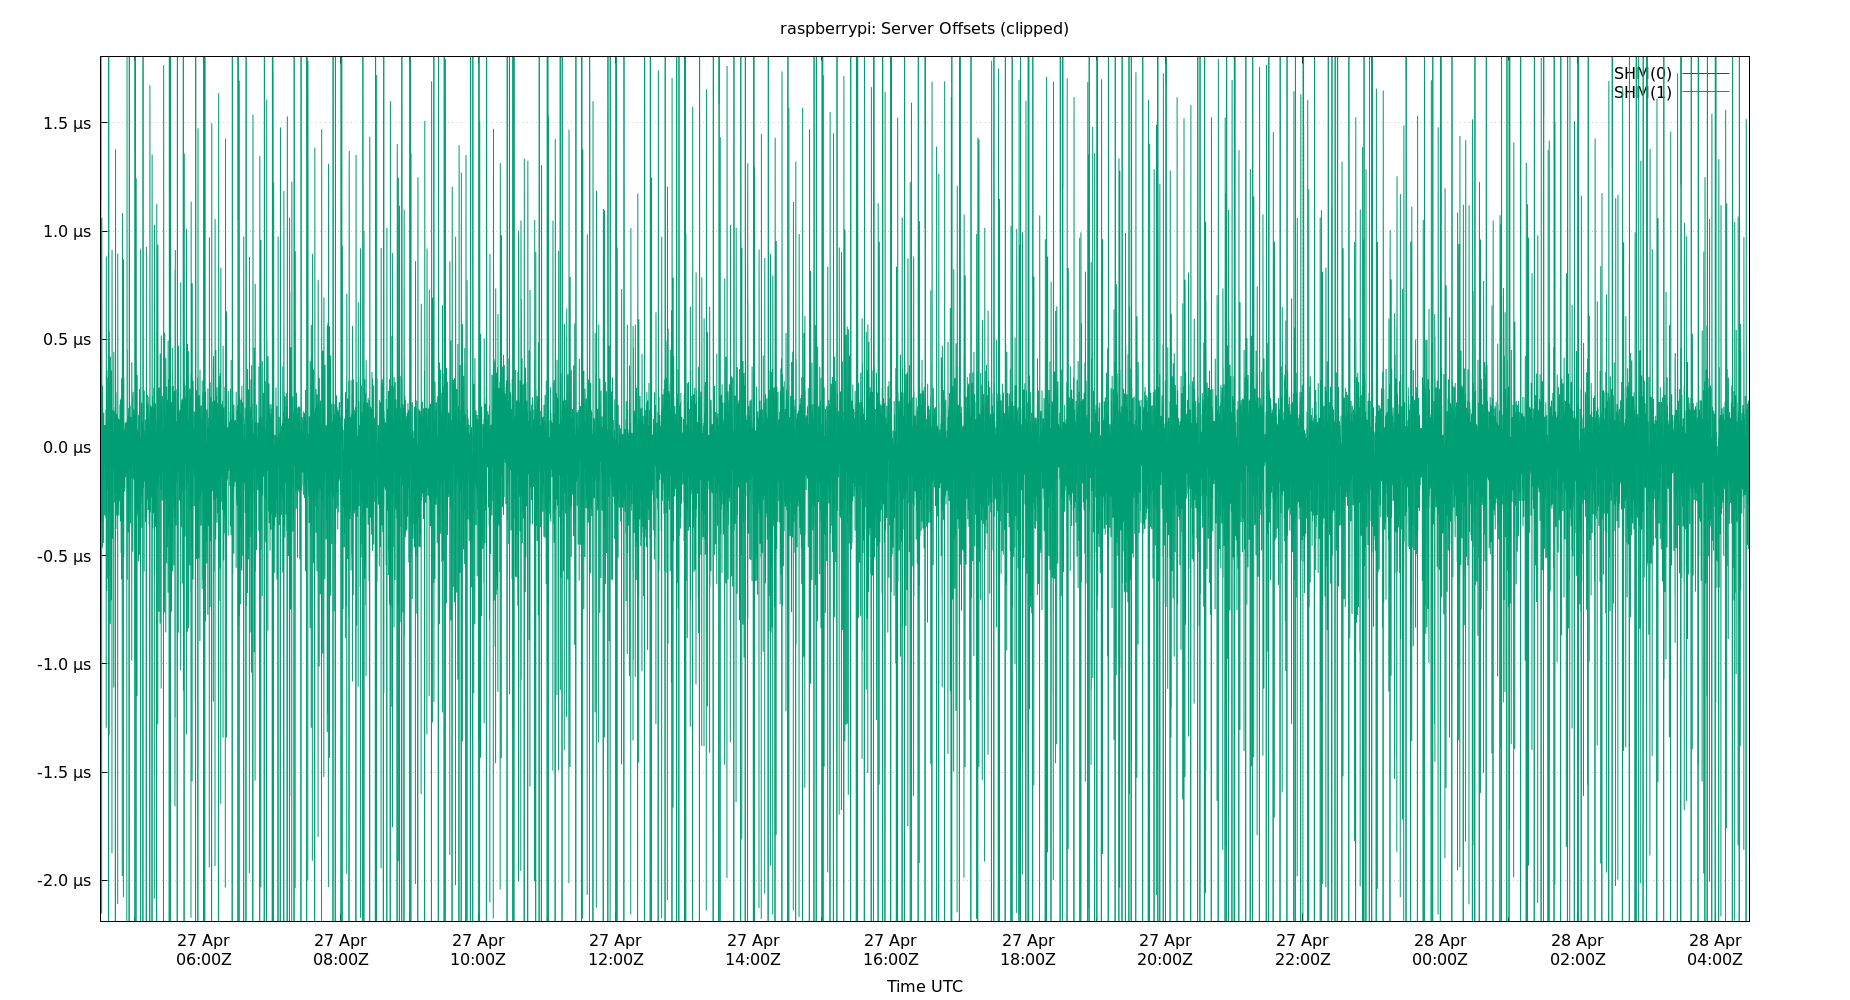 raspberrypi: Server Offsets (clipped)
SHM(0)
SHM(1)
1.5 µs
1.0 µs
0.5 µs
0.0 µs
-0.5 µs
-1.0 µs
-1.5 µs
-2.0 µs
27 Apr 27 Apr 27 Apr 27 Apr 27 Apr 27 Apr 27 Apr 27 Apr 27 Apr 28 Apr 28 Apr 28 Apr
06:00Z 08:00Z 10:00Z 12:00Z 14:00Z 16:00Z 18:00Z 20:00Z 22:00Z 00:00Z 02:00Z 04:00Z
Time UTC